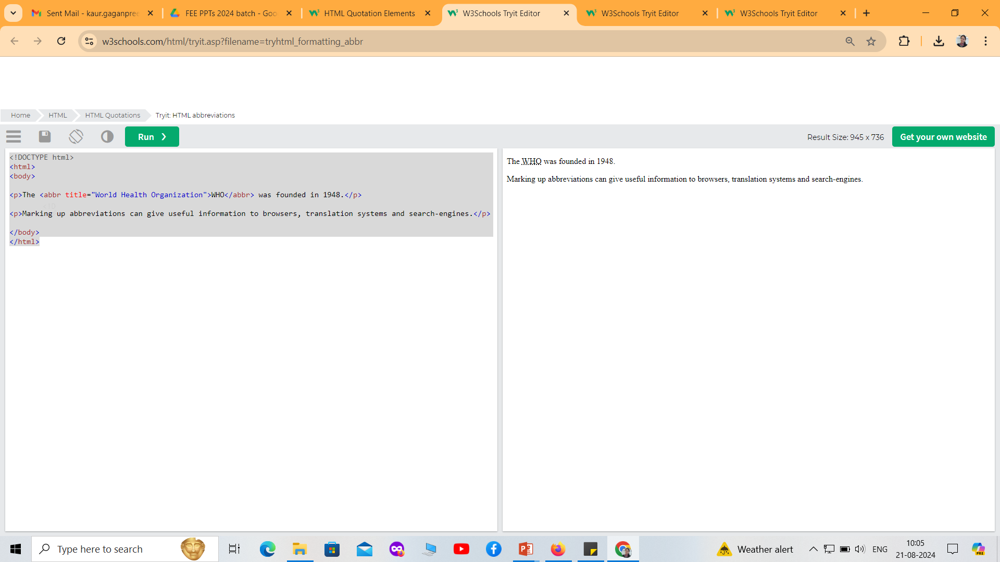 Sent Mail - kaur.gaganpree
FEE PPTs 2024 batch - Goo
HTML Quotation Elements
W3Schools Tryit Editor
W3Schools Tryit Editor
W3Schools Tryit Editor
w3schools.com/html/tryit.asp?filename=tryhtml_formatting_abbr
Home
HTML
HTML Quotations
Tryit: HTML abbreviations
Run ❯
Result Size: 945 x 736
Get your own website
<!DOCTYPE html>
<html>
<body>
<p>The <abbr title="World Health Organization">WHO</abbr> was founded in 1948.</p>
<p>Marking up abbreviations can give useful information to browsers, translation systems and search-engines.</p>
</body>
</html>
The WHO was founded in 1948.
Marking up abbreviations can give useful information to browsers, translation systems and search-engines.
Type here to search
Weather alert
ENG
10:05
21-08-2024
PRE